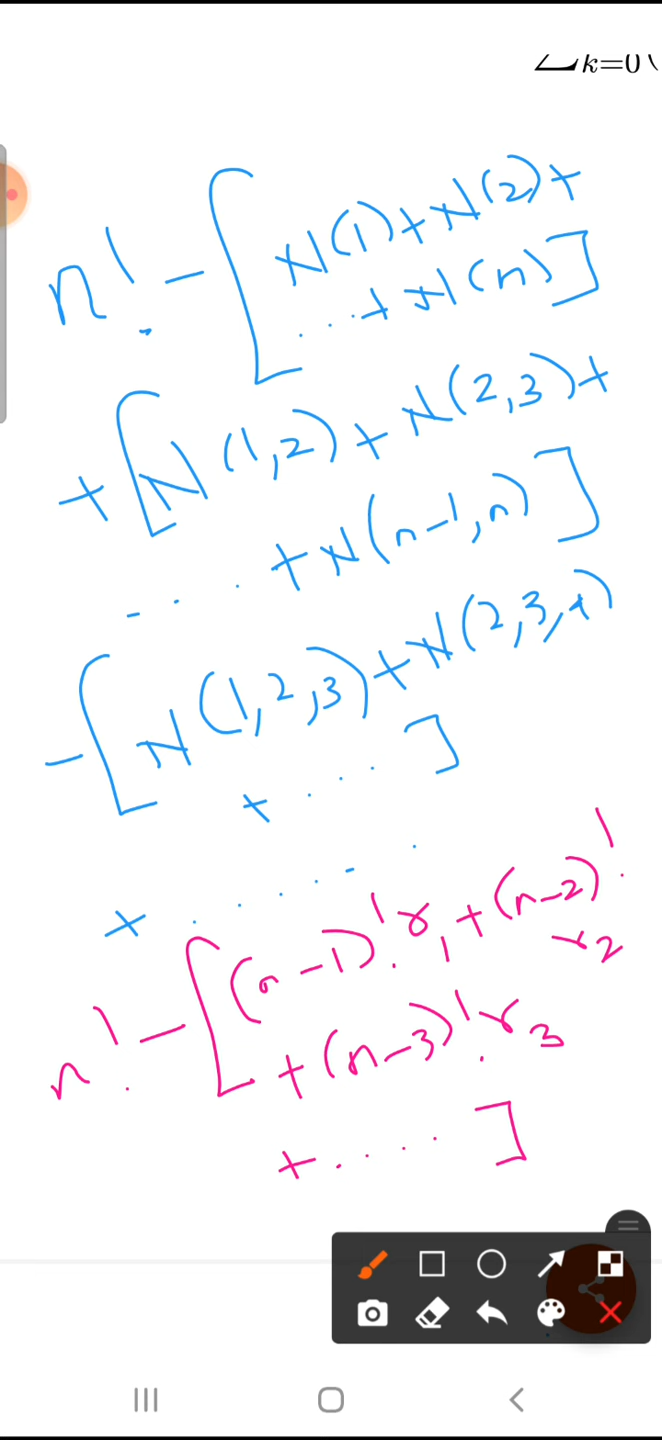 k=0
n! - [ N(1) + N(2) +
... + N(n) ]
+ [ N(1,2) + N(2,3) +
... + N(n-1,n) ]
- [ N(1,2,3) + N(2,3,4)
+ ... ]
+ ......
n! - [ (n-1)! r₁ + (n-2)! r₂
+ (n-3)! r₃
+ .... ]